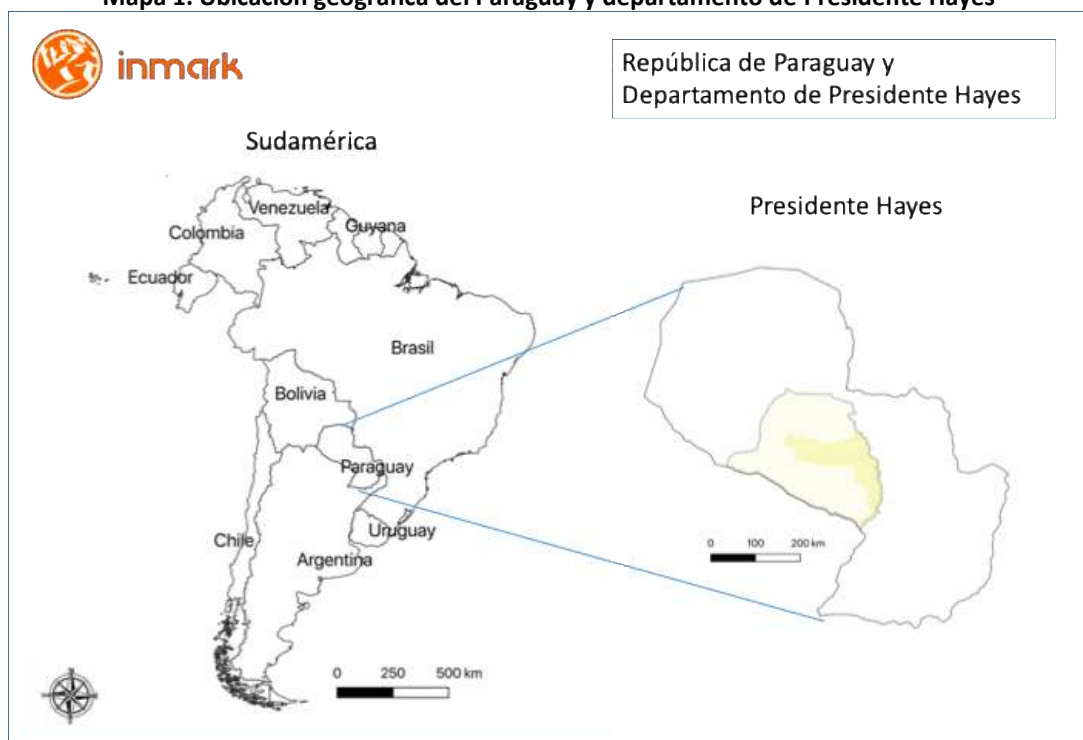 Mapa 1: Ubicación geográfica del Paraguay y departamento de Presidente Hayes
inmark
República de Paraguay y
Departamento de Presidente Hayes
Sudamérica
Presidente Hayes
Venezuela
Colombia
Guyana
Ecuador
Brasil
Bolivia
Paraguay
Uruguay
Chile
Argentina
0 100 200 km
0 250 500 km